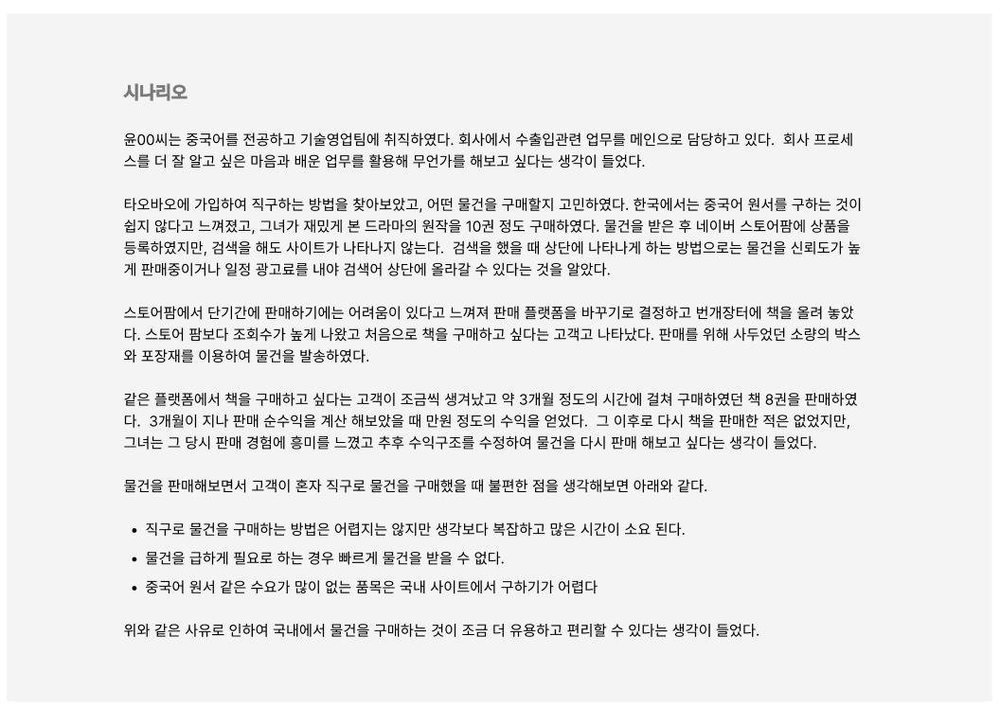 시나리오
윤00씨는 중국어를 전공하고 기술영업팀에 취직하였다. 회사에서 수출입관련 업무를 메인으로 담당하고 있다.  회사 프로세
스를 더 잘 알고 싶은 마음과 배운 업무를 활용해 무언가를 해보고 싶다는 생각이 들었다.
타오바오에 가입하여 직구하는 방법을 찾아보았고, 어떤 물건을 구매할지 고민하였다. 한국에서는 중국어 원서를 구하는 것이
쉽지 않다고 느껴졌고, 그녀가 재밌게 본 드라마의 원작을 10권 정도 구매하였다. 물건을 받은 후 네이버 스토어팜에 상품을
등록하였지만, 검색을 해도 사이트가 나타나지 않는다.  검색을 했을 때 상단에 나타나게 하는 방법으로는 물건을 신뢰도가 높
게 판매중이거나 일정 광고료를 내야 검색어 상단에 올라갈 수 있다는 것을 알았다.
스토어팜에서 단기간에 판매하기에는 어려움이 있다고 느껴져 판매 플랫폼을 바꾸기로 결정하고 번개장터에 책을 올려 놓았
다. 스토어 팜보다 조회수가 높게 나왔고 처음으로 책을 구매하고 싶다는 고객고 나타났다. 판매를 위해 사두었던 소량의 박스
와 포장재를 이용하여 물건을 발송하였다.
같은 플랫폼에서 책을 구매하고 싶다는 고객이 조금씩 생겨났고 약 3개월 정도의 시간에 걸쳐 구매하였던 책 8권을 판매하였
다.  3개월이 지나 판매 순수익을 계산 해보았을 때 만원 정도의 수익을 얻었다.  그 이후로 다시 책을 판매한 적은 없었지만,
그녀는 그 당시 판매 경험에 흥미를 느꼈고 추후 수익구조를 수정하여 물건을 다시 판매 해보고 싶다는 생각이 들었다.
물건을 판매해보면서 고객이 혼자 직구로 물건을 구매했을 때 불편한 점을 생각해보면 아래와 같다.
• 직구로 물건을 구매하는 방법은 어렵지는 않지만 생각보다 복잡하고 많은 시간이 소요 된다.
• 물건을 급하게 필요로 하는 경우 빠르게 물건을 받을 수 없다.
• 중국어 원서 같은 수요가 많이 없는 품목은 국내 사이트에서 구하기가 어렵다
위와 같은 사유로 인하여 국내에서 물건을 구매하는 것이 조금 더 유용하고 편리할 수 있다는 생각이 들었다.